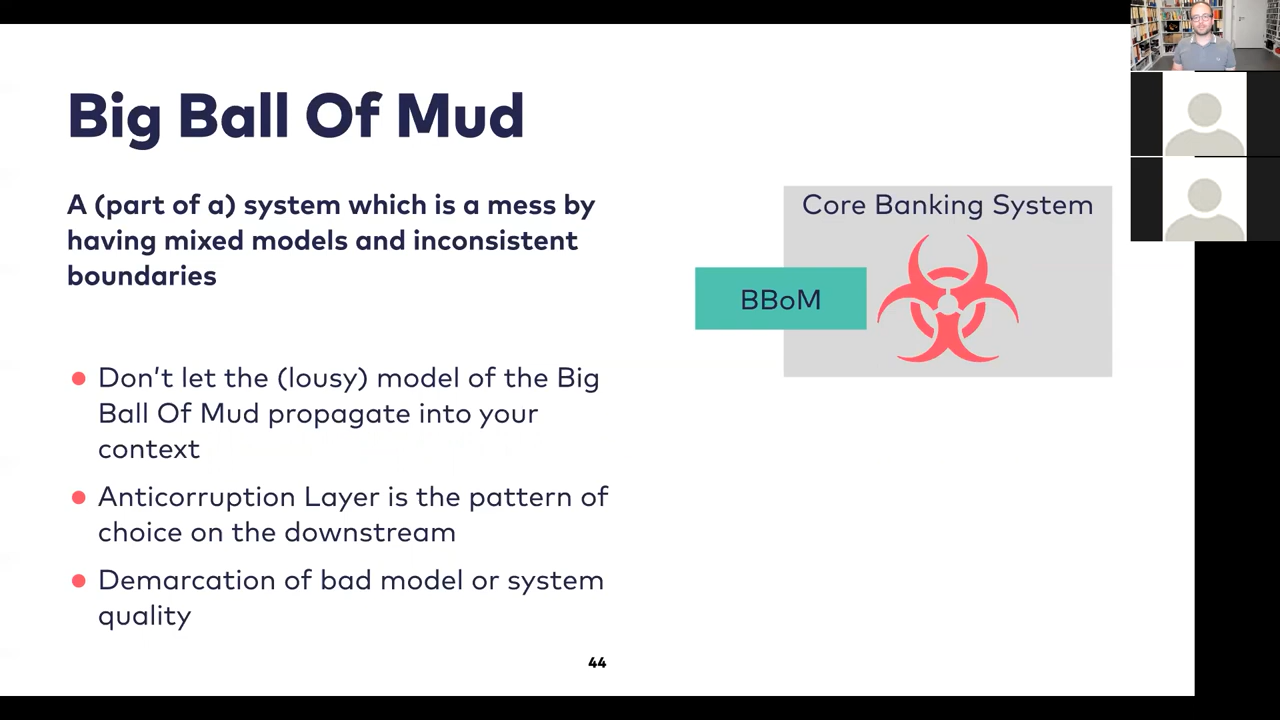 Big Ball Of Mud
A (part of a) system which is a mess by
having mixed models and inconsistent
boundaries
Don’t let the (lousy) model of the Big
Ball Of Mud propagate into your
context
Anticorruption Layer is the pattern of
choice on the downstream
Demarcation of bad model or system
quality
Core Banking System
BBoM
44